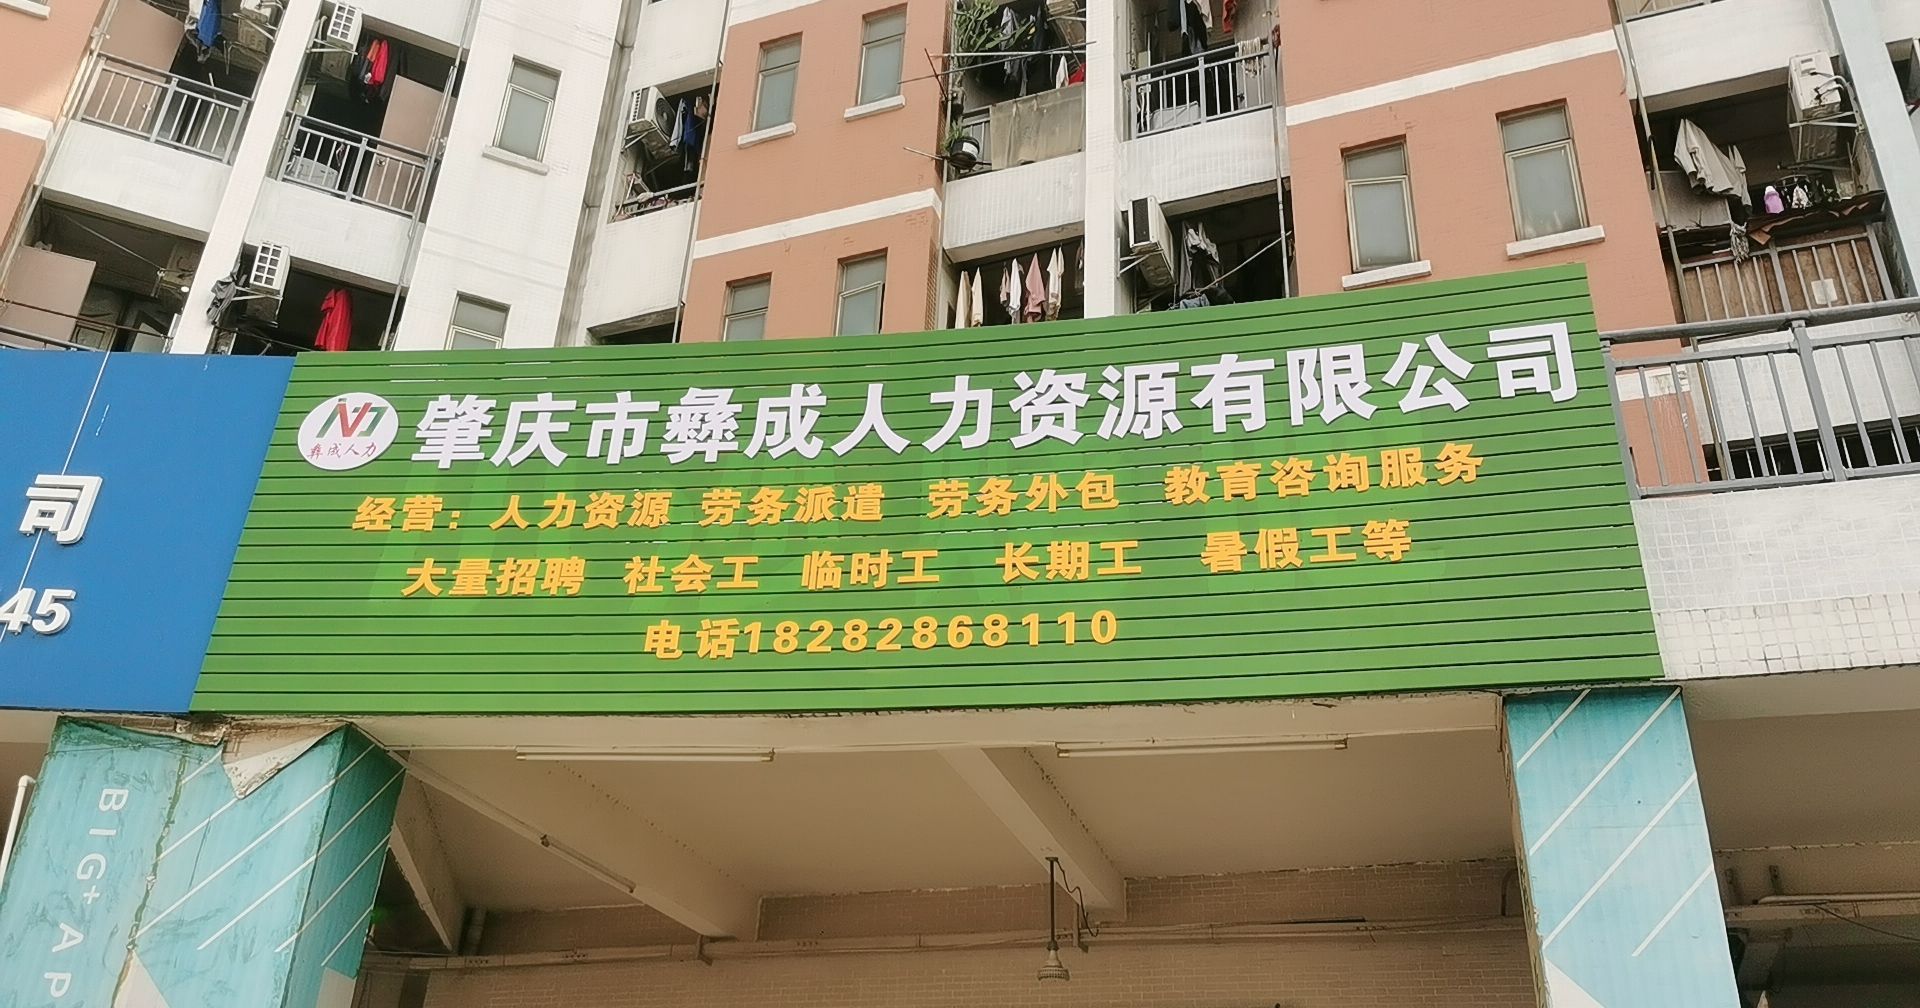 肇庆市彝成人力资源有限公司
彝成人力
经营：人力资源 劳务派遣 劳务外包 教育咨询服务
大量招聘 社会工 临时工 长期工 暑假工等
电话18282868110
司
45
BIG+AP